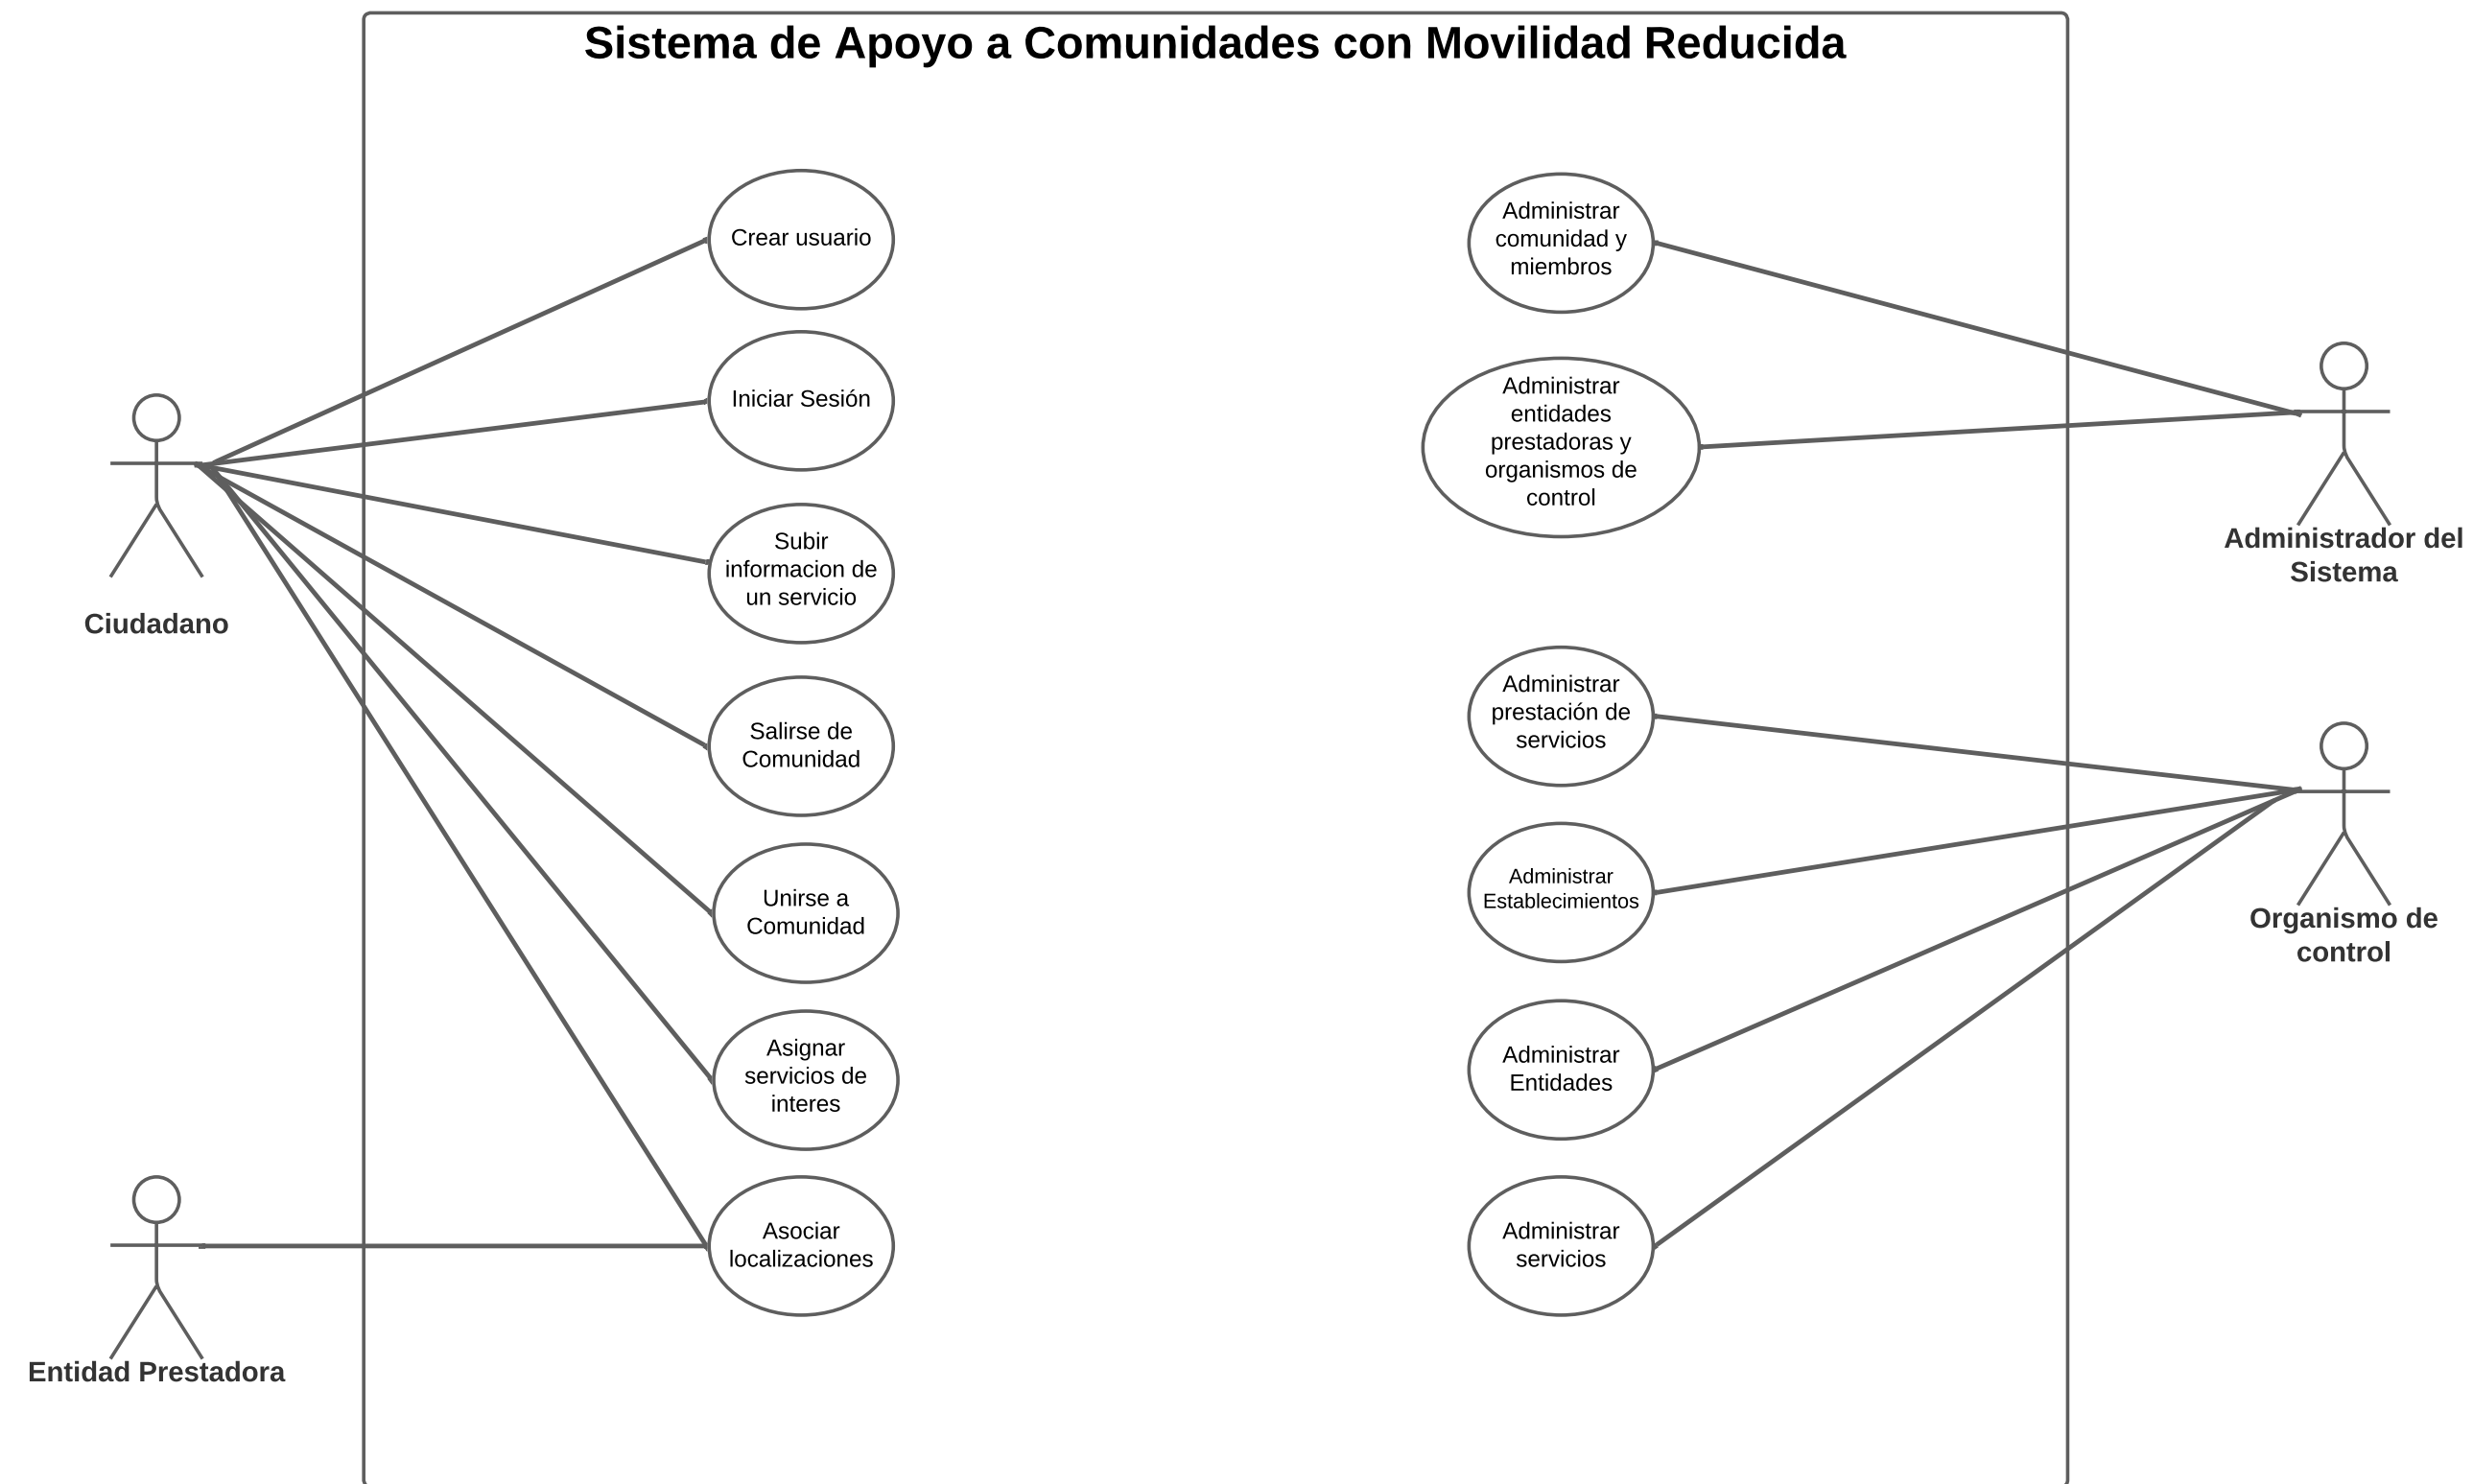 Sistema de Apoyo a Comunidades con Movilidad Reducida
Crear usuario
Iniciar Sesión
Subir
informacion de
un servicio
Salirse de
Comunidad
Unirse a
Comunidad
Asignar
servicios de
interes
Asociar
localizaciones
Administrar
comunidad y
miembros
Administrar
entidades
prestadoras y
organismos de
control
Administrar
prestación de
servicios
Administrar
Establecimientos
Administrar
Entidades
Administrar
servicios
Ciudadano
Entidad Prestadora
Administrador del
Sistema
Organismo de
control